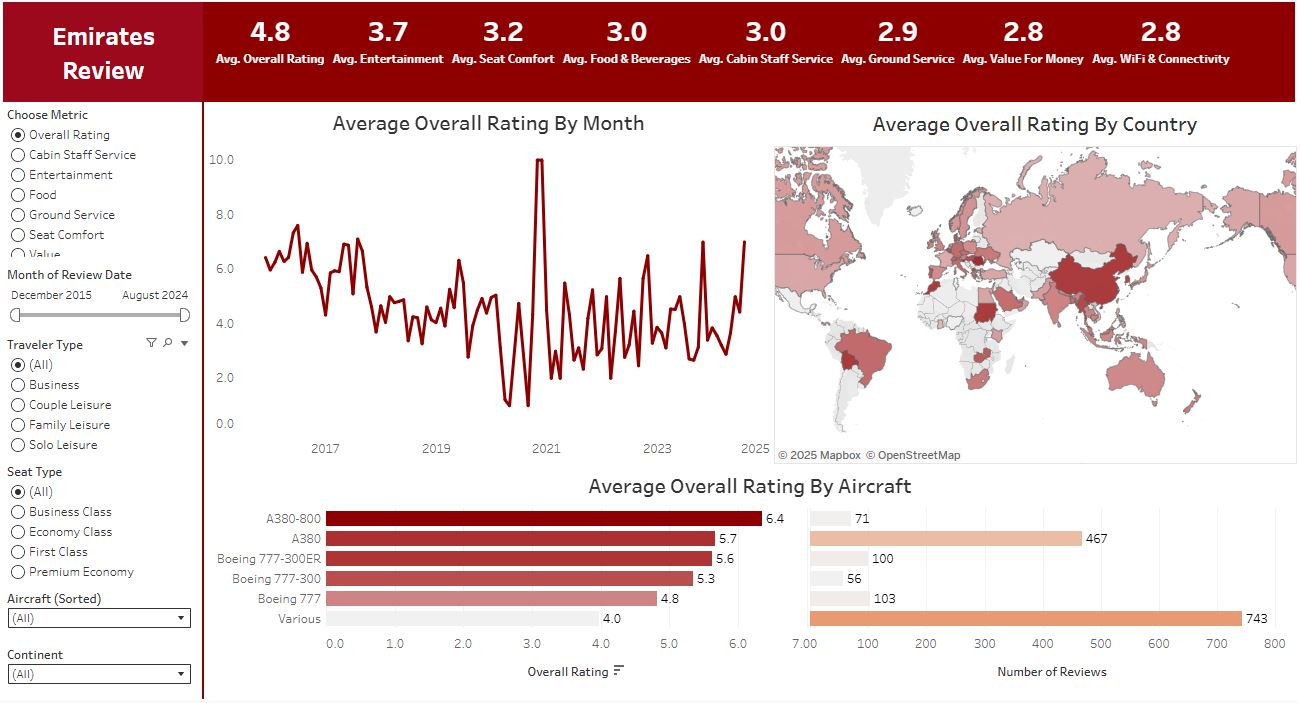 Emirates
Review
4.8 3.7 3.2 3.0 3.0 2.9 2.8 2.8
Avg. Overall Rating Avg. Entertainment Avg. Seat Comfort Avg. Food & Beverages Avg. Cabin Staff Service Avg. Ground Service Avg. Value For Money Avg. WiFi & Connectivity
Choose Metric
Overall Rating
Cabin Staff Service
Entertainment
Food
Ground Service
Seat Comfort
Value
Month of Review Date
December 2015 August 2024
Traveler Type
(All)
Business
Couple Leisure
Family Leisure
Solo Leisure
Seat Type
(All)
Business Class
Economy Class
First Class
Premium Economy
Aircraft (Sorted)
(All)
Continent
(All)
Average Overall Rating By Month
10.0
8.0
6.0
4.0
2.0
0.0
2017 2019 2021 2023 2025
Average Overall Rating By Country
© 2025 Mapbox © OpenStreetMap
Average Overall Rating By Aircraft
A380-800 6.4 71
A380 5.7 467
Boeing 777-300ER 5.6 100
Boeing 777-300 5.3 56
Boeing 777 4.8 103
Various 4.0 743
0.0 1.0 2.0 3.0 4.0 5.0 6.0 7.00 100 200 300 400 500 600 700 800
Overall Rating Number of Reviews